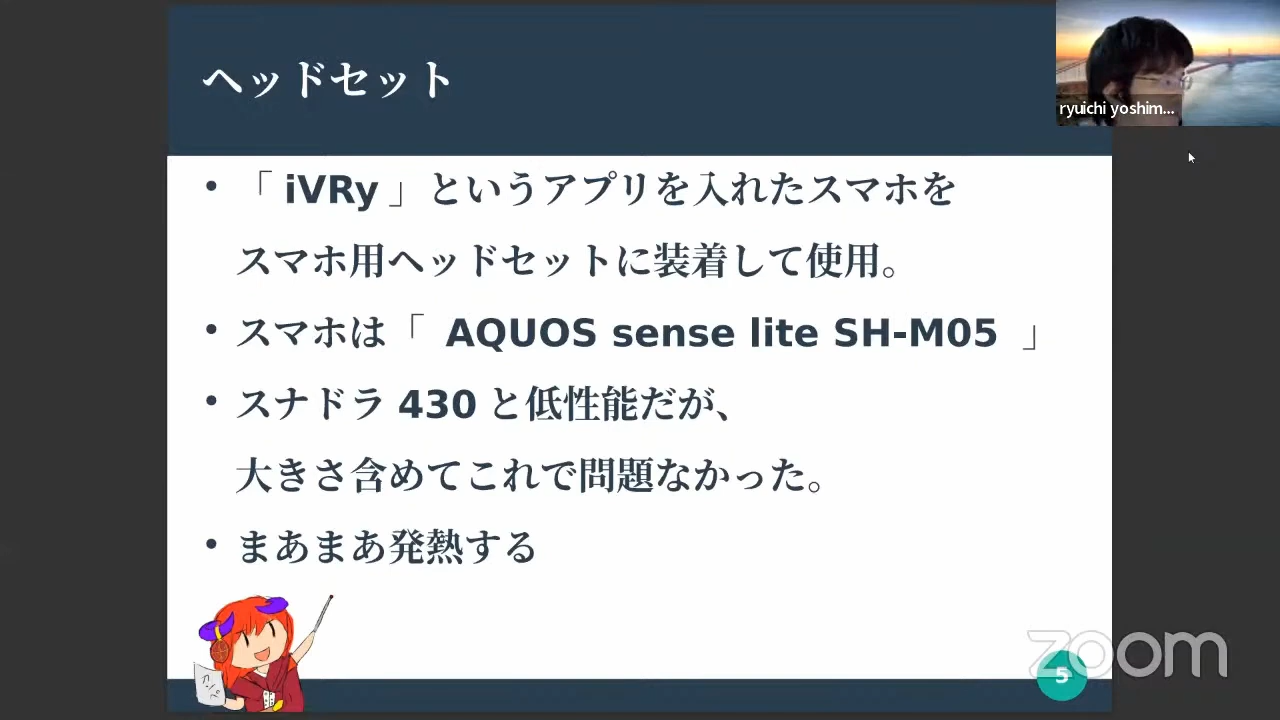 ヘッドセット
ryuichi yoshim...
• 「 iVRy 」というアプリを入れたスマホを
スマホ用ヘッドセットに装着して使用。
• スマホは「 AQUOS sense lite SH-M05 」
• スナドラ 430 と低性能だが、
大きさ含めてこれで問題なかった。
• まあまあ発熱する
カンペ
zoom
5